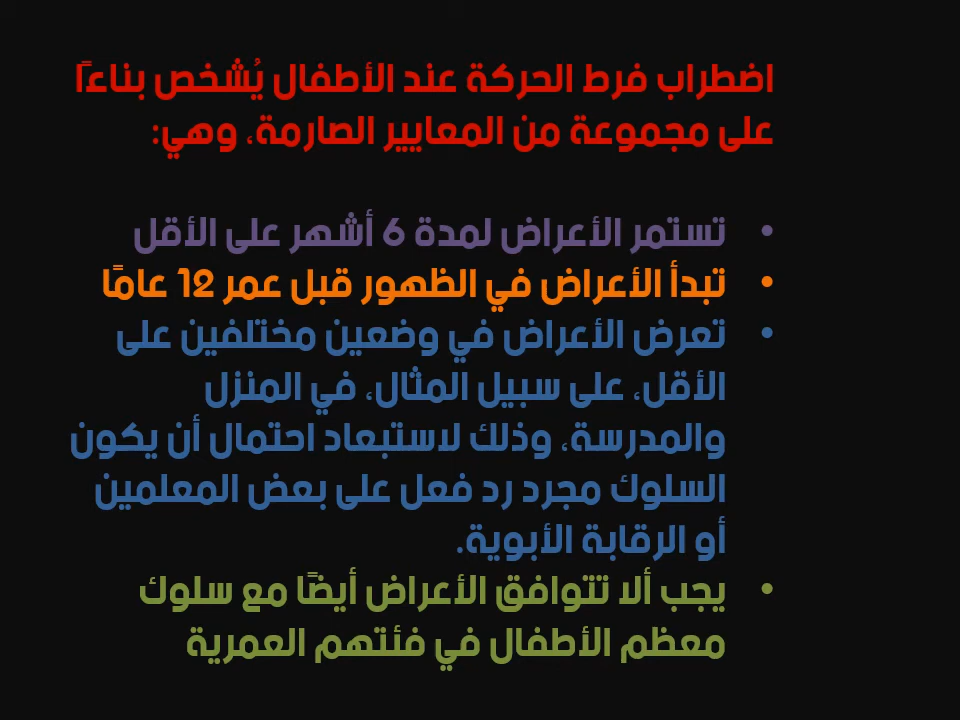 اضطراب فرط الحركة عند الأطفال يُشخص بناءًا
على مجموعة من المعايير الصارمة، وهي:
• تستمر الأعراض لمدة 6 أشهر على الأقل
• تبدأ الأعراض في الظهور قبل عمر 12 عامًا
• تعرض الأعراض في وضعين مختلفين على
الأقل، على سبيل المثال، في المنزل
والمدرسة، وذلك لاستبعاد احتمال أن يكون
السلوك مجرد رد فعل على بعض المعلمين
أو الرقابة الأبوية.
• يجب ألا تتوافق الأعراض أيضًا مع سلوك
معظم الأطفال في فئتهم العمرية